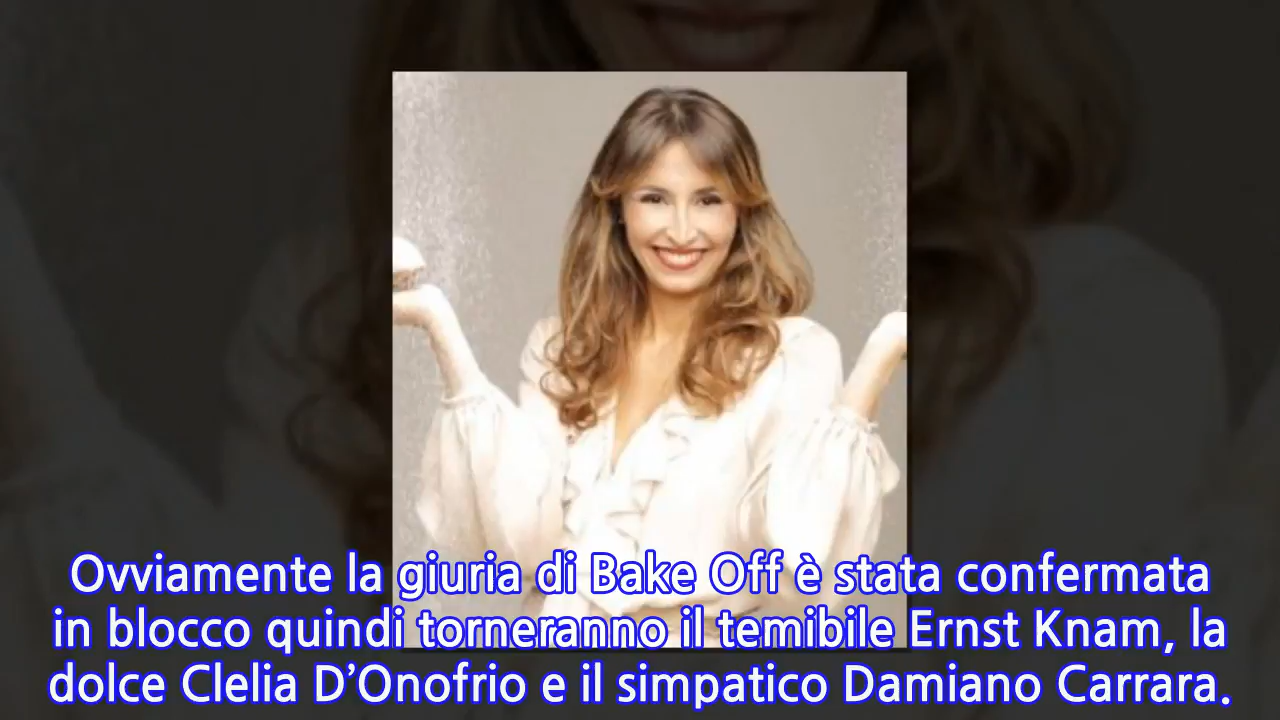 Ovviamente la giuria di Bake Off è stata confermata
in blocco quindi torneranno il temibile Ernst Knam, la
dolce Clelia D’Onofrio e il simpatico Damiano Carrara.